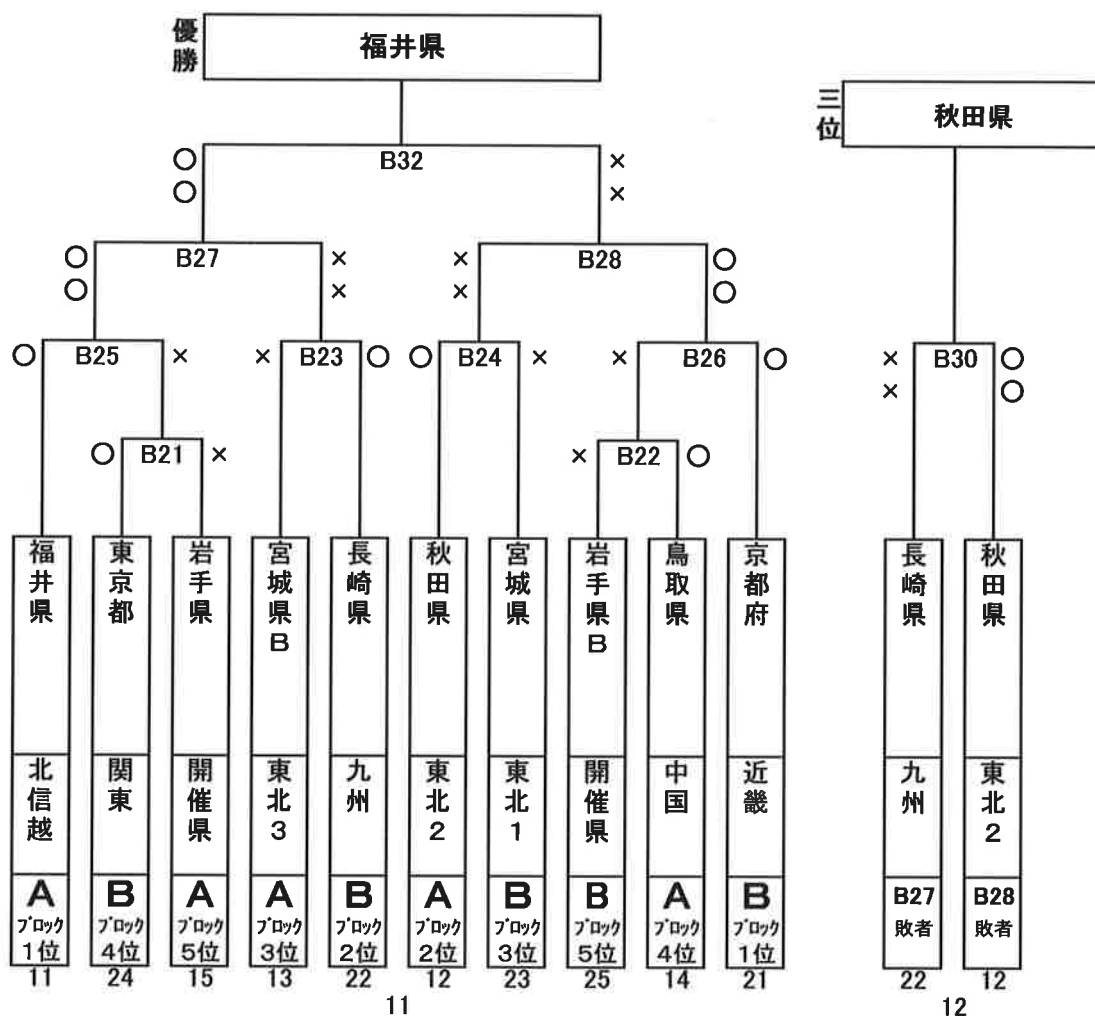 優勝
福井県
三位
秋田県
○ B32 ×
○ ×
○ B27 × × B28 ○
○ × × ○
○ B25 × × B23 ○ ○ B24 × × B26 ○ × B30 ○
× ○
○ B21 × × B22 ○
福井県
東京都
岩手県
宮城県B
長崎県
秋田県
宮城県
岩手県B
鳥取県
京都府
長崎県
秋田県
北信越
関東
開催県
東北3
九州
東北2
東北1
開催県
中国
近畿
九州
東北2
A B A A B A B B A B B27 B28
ブロック ブロック ブロック ブロック ブロック ブロック ブロック ブロック ブロック ブロック 敗者 敗者
1位 4位 5位 3位 2位 2位 3位 5位 4位 1位
11 24 15 13 22 12 23 25 14 21 22 12
11 12